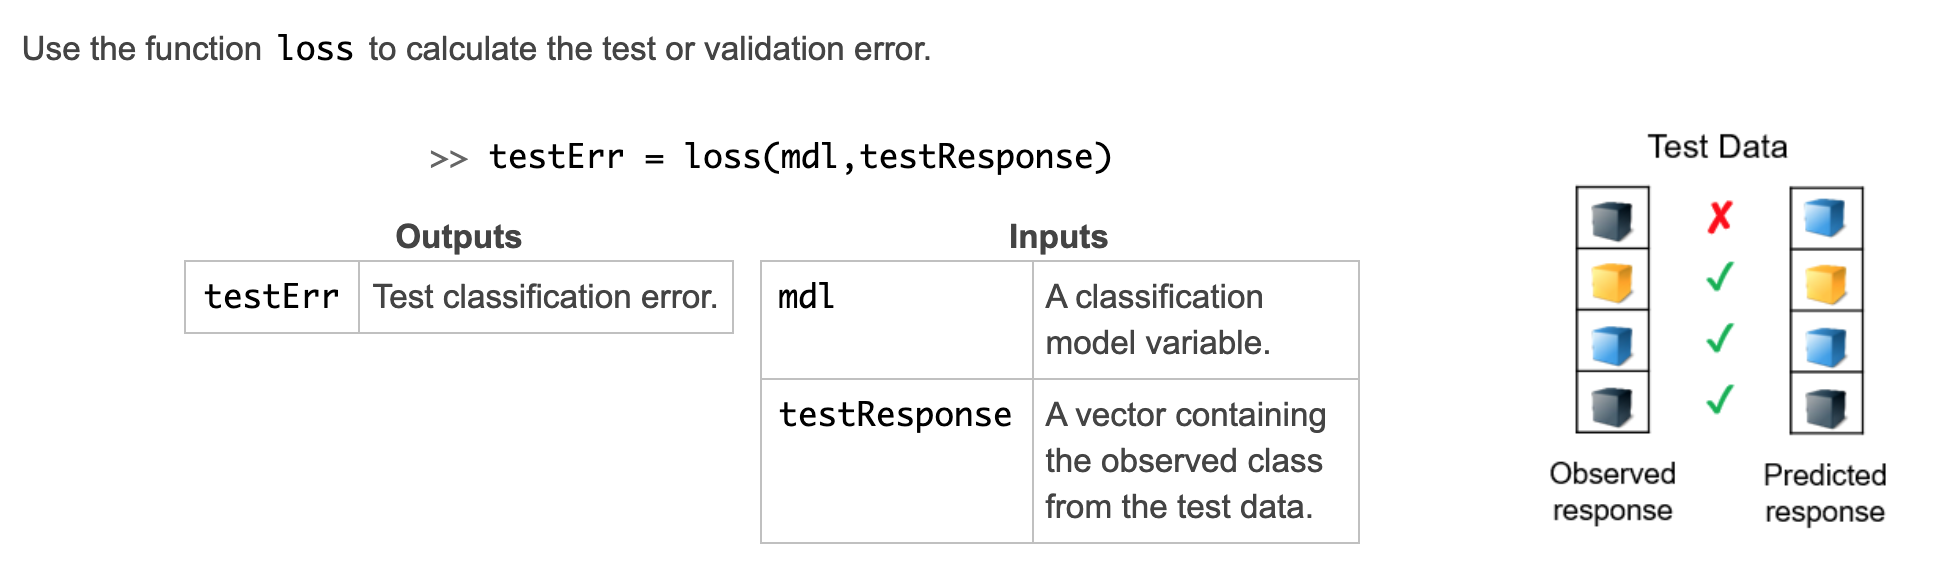 Use the function loss to calculate the test or validation error.
>> testErr = loss(mdl,testResponse)
Outputs
testErr Test classification error.
Inputs
mdl A classification
model variable.
testResponse A vector containing
the observed class
from the test data.
Test Data
✗
✓
✓
✓
Observed
response
Predicted
response